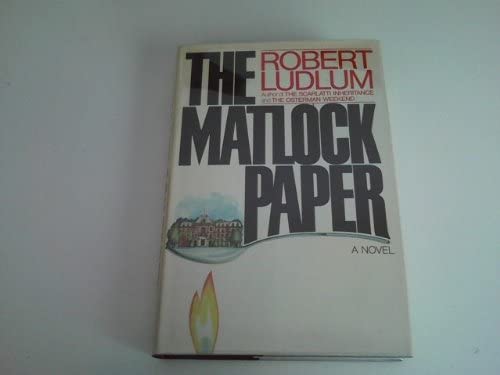 THE
ROBERT
LUDLUM
Author of THE SCARLATTI INHERITANCE
and THE OSTERMAN WEEKEND
MATLOCK
PAPER
A NOVEL